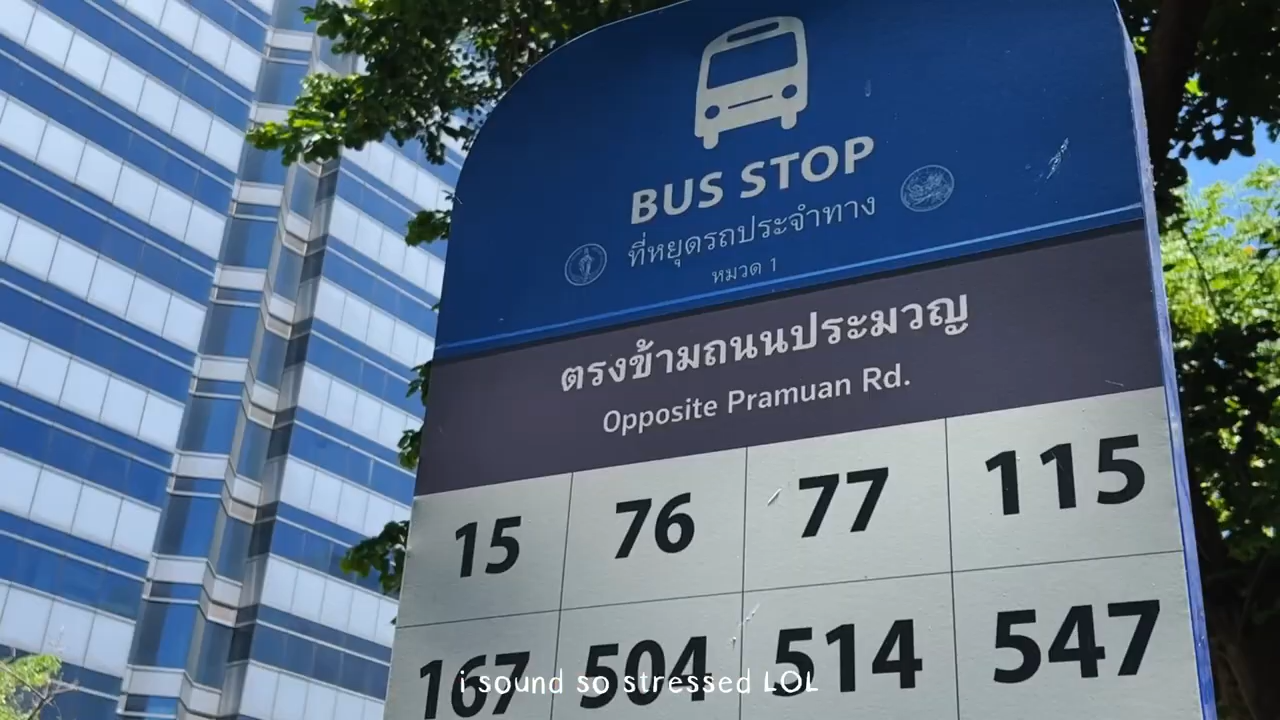 BUS STOP
ที่หยุดรถประจำทาง
หมวด 1
ตรงข้ามถนนประมวญ
Opposite Pramuan Rd.
15 76 77 115
167 504 514 547
i sound so stressed LOL